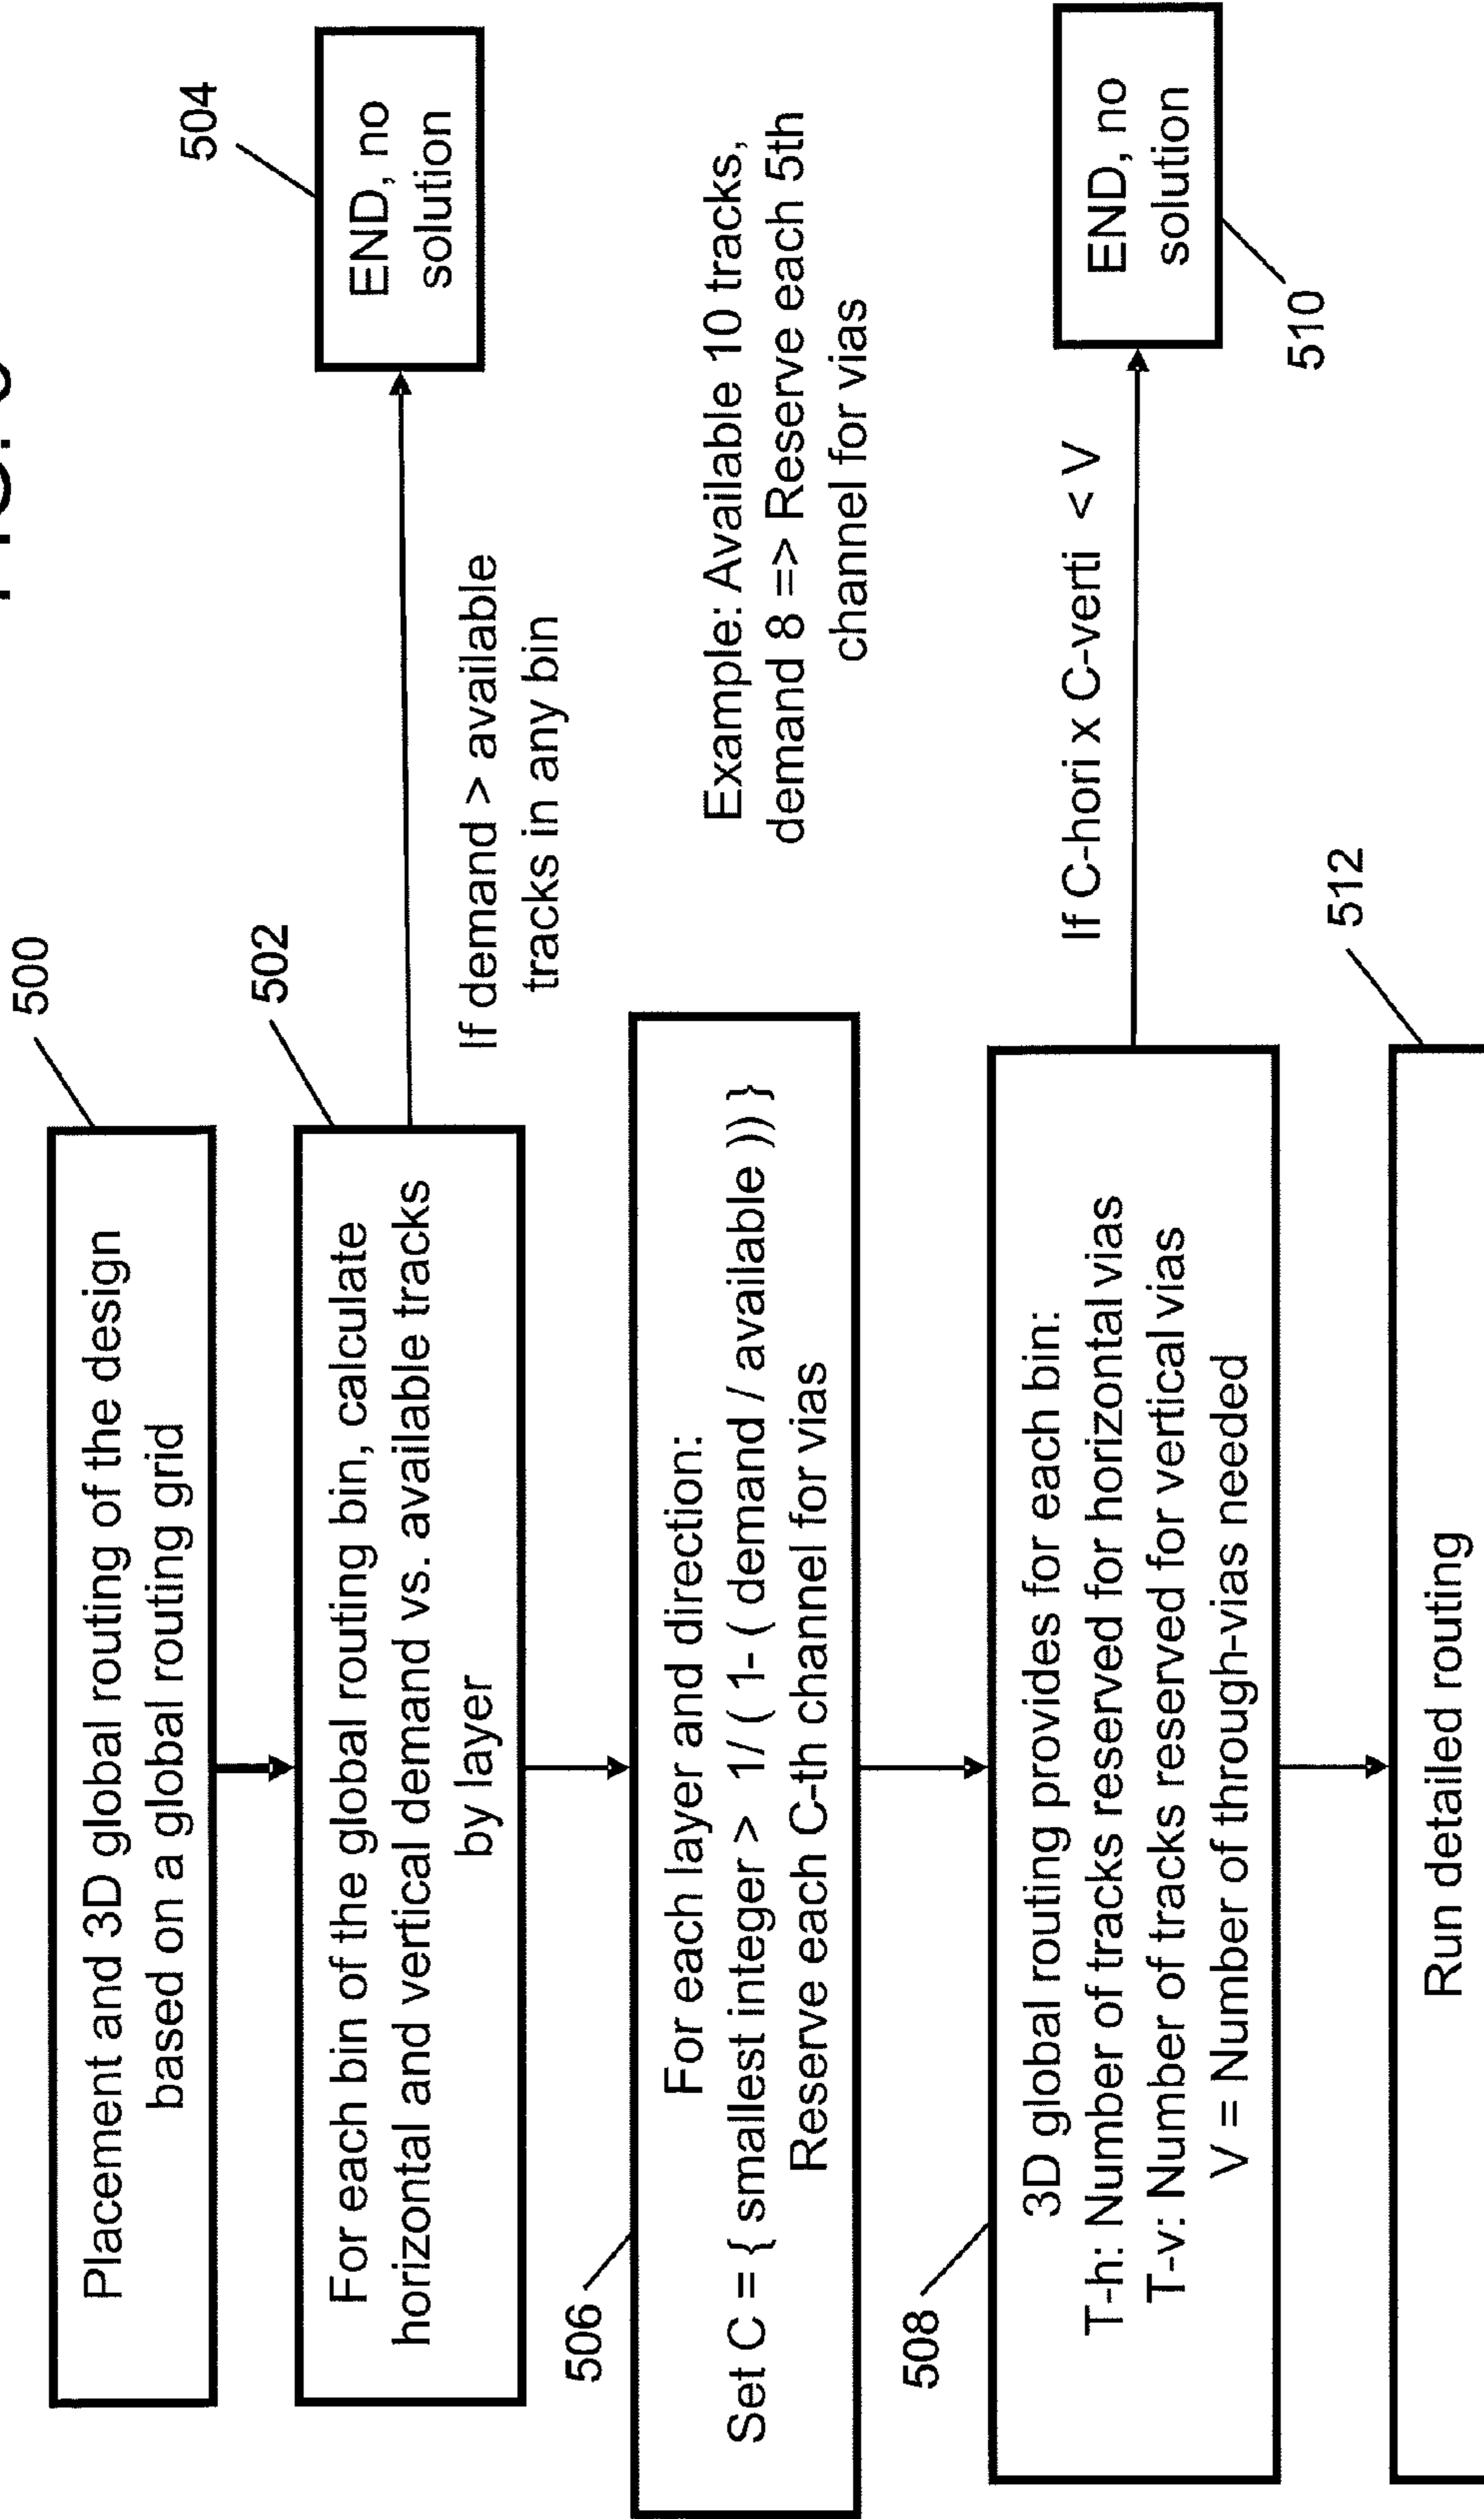 500
Placement and 3D global routing of the design
based on a global routing grid
502
For each bin of the global routing bin, calculate
horizontal and vertical demand vs. available tracks
by layer
504
END, no
solution
If demand > available
tracks in any bin
506
For each layer and direction:
Set C = { smallest integer > 1/ ( 1- ( demand / available )) }
Reserve each C-th channel for vias
Example: Available 10 tracks,
demand 8 => Reserve each 5th
channel for vias
508
3D global routing provides for each bin:
T-h: Number of tracks reserved for horizontal vias
T-v: Number of tracks reserved for vertical vias
V = Number of through-vias needed
If C-hori x C-verti < V
END, no
solution
510
512
Run detailed routing